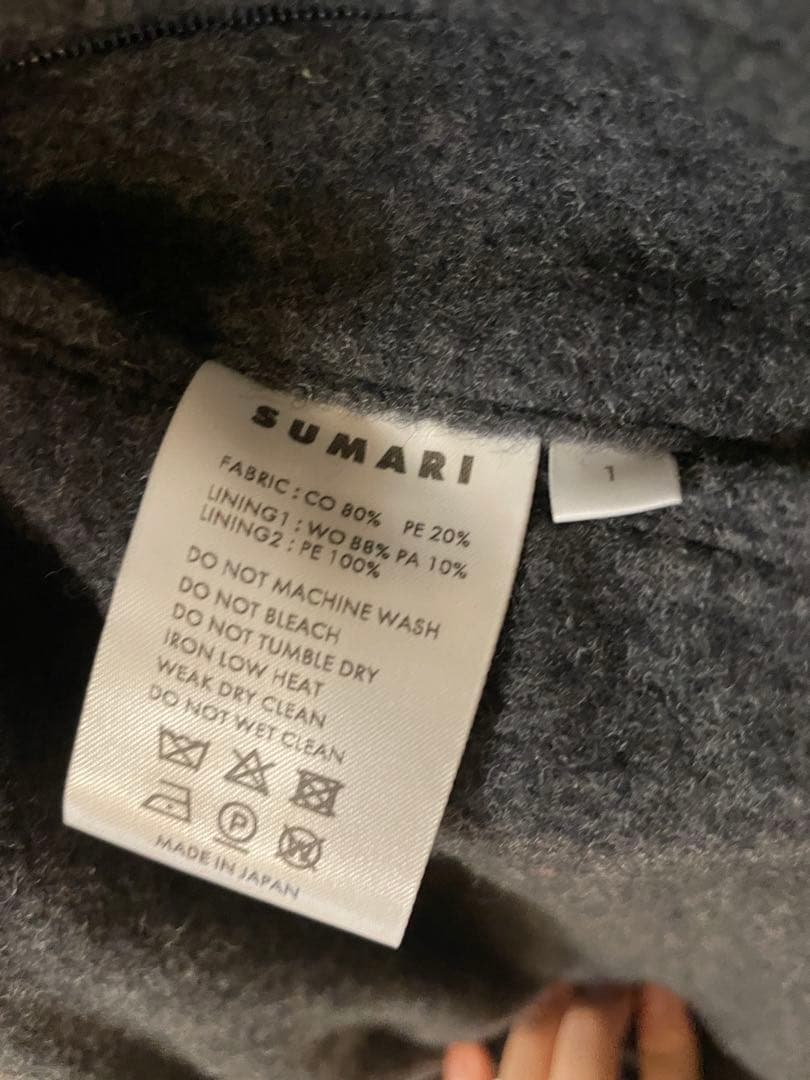 SUMARI
FABRIC : CO 80% PE 20%
LINING1 : WO 88% PA 10%
LINING2 : PE 100%
DO NOT MACHINE WASH
DO NOT BLEACH
DO NOT TUMBLE DRY
IRON LOW HEAT
WEAK DRY CLEAN
DO NOT WET CLEAN
P
W
MADE IN JAPAN
1